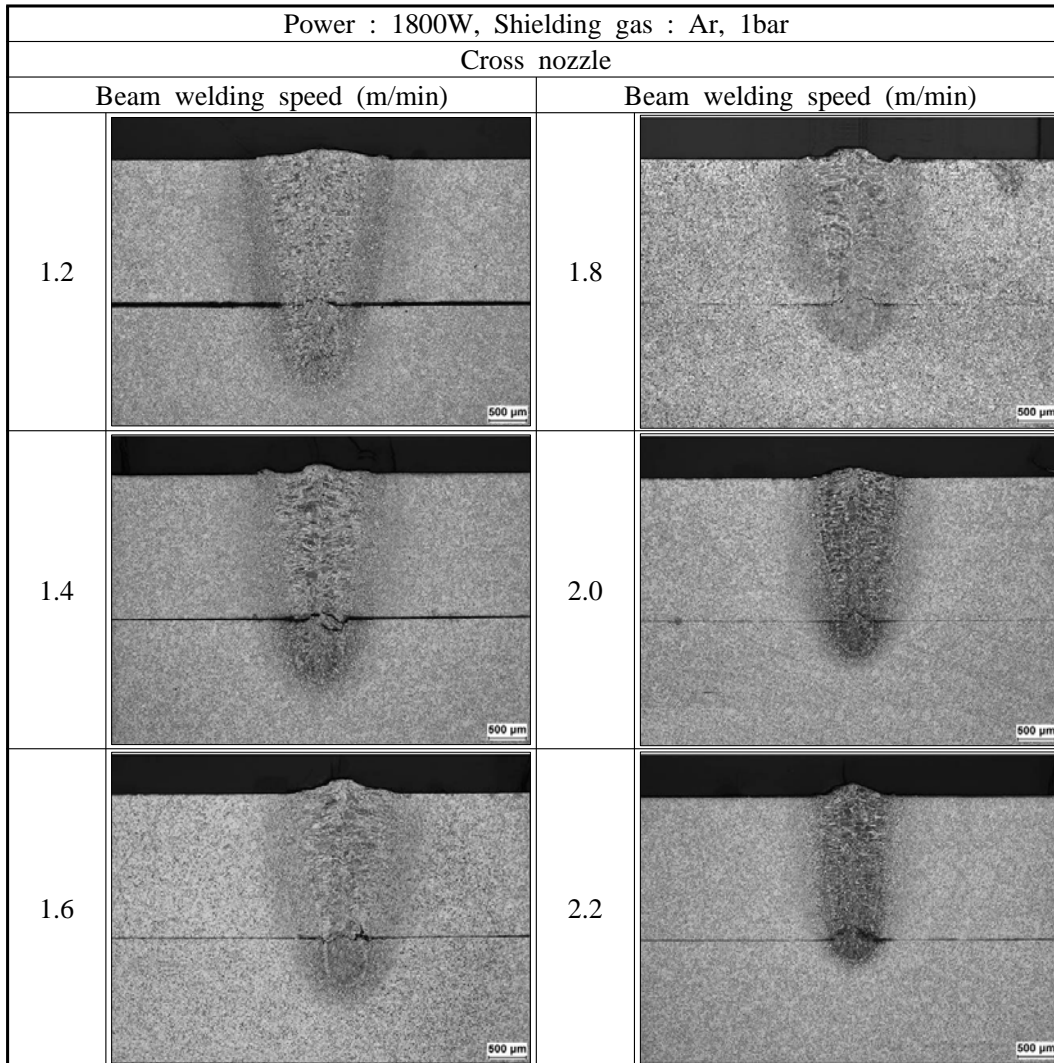 Power : 1800W, Shielding gas : Ar, 1bar
Cross nozzle
Beam welding speed (m/min)
Beam welding speed (m/min)
1.2
500 µm
1.8
500 µm
1.4
500 µm
2.0
500 µm
1.6
500 µm
2.2
500 µm